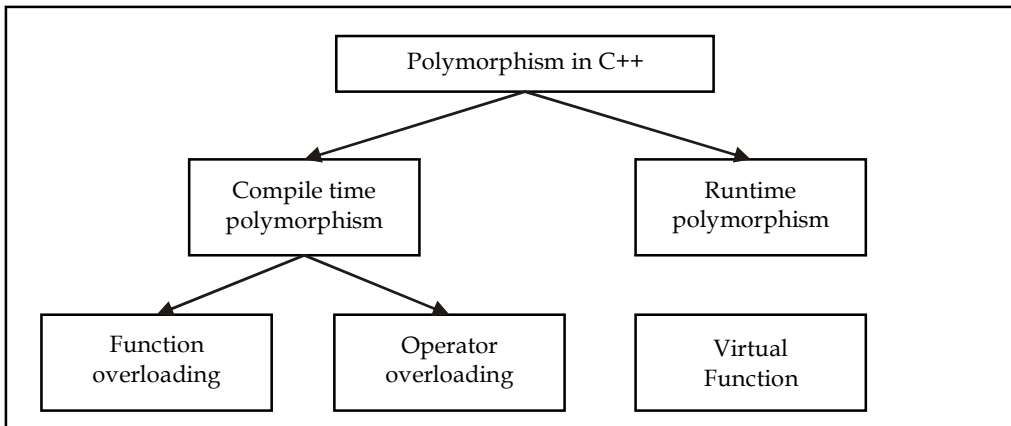 Polymorphism in C++
Compile time
polymorphism
Runtime
polymorphism
Function
overloading
Operator
overloading
Virtual
Function